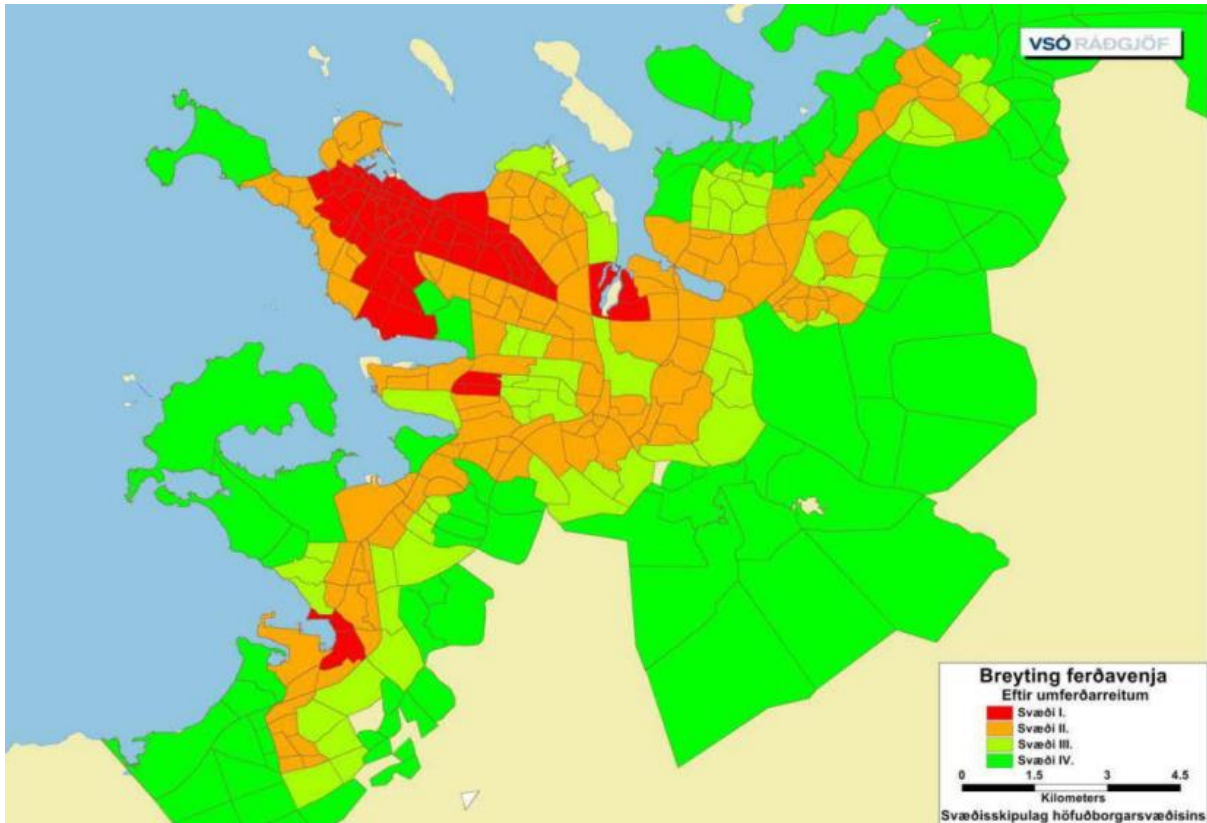 VSÓ RÁÐGJÖF
Breyting ferðavenja
Eftir umferðarreitum
Svæði I.
Svæði II.
Svæði III.
Svæði IV.
0 1.5 3 4.5
Kilometers
Svæðisskipulag höfuðborgarsvæðisins